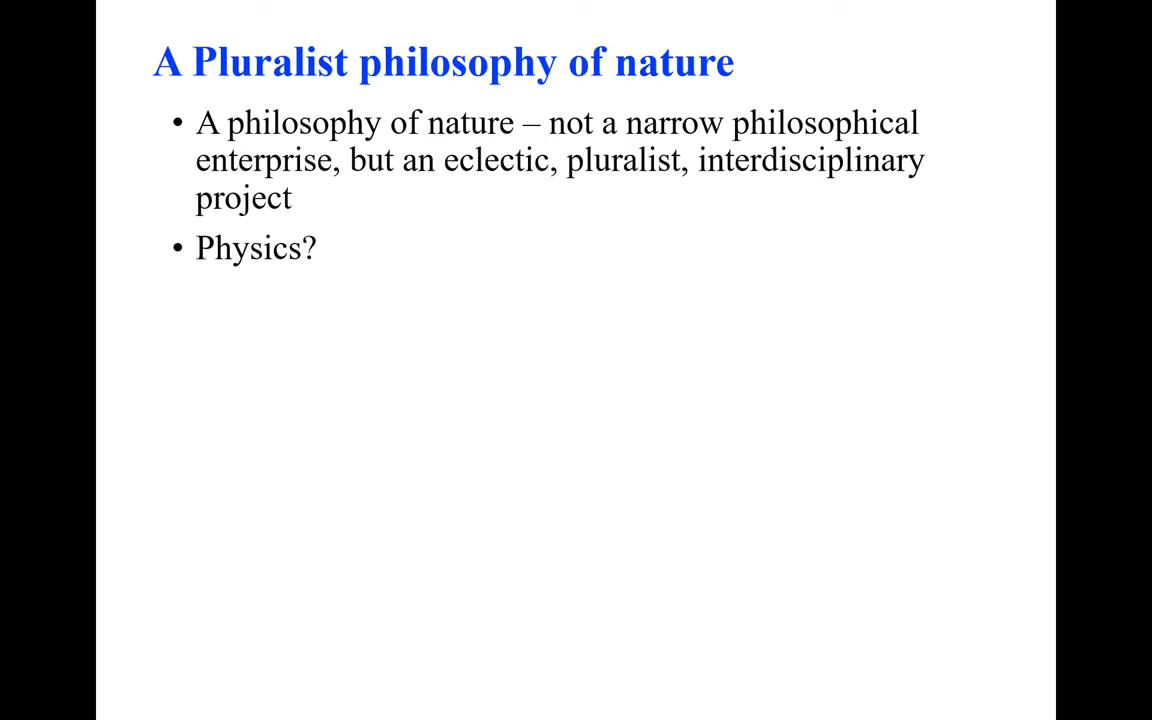 A Pluralist philosophy of nature
• A philosophy of nature – not a narrow philosophical
enterprise, but an eclectic, pluralist, interdisciplinary
project
• Physics?